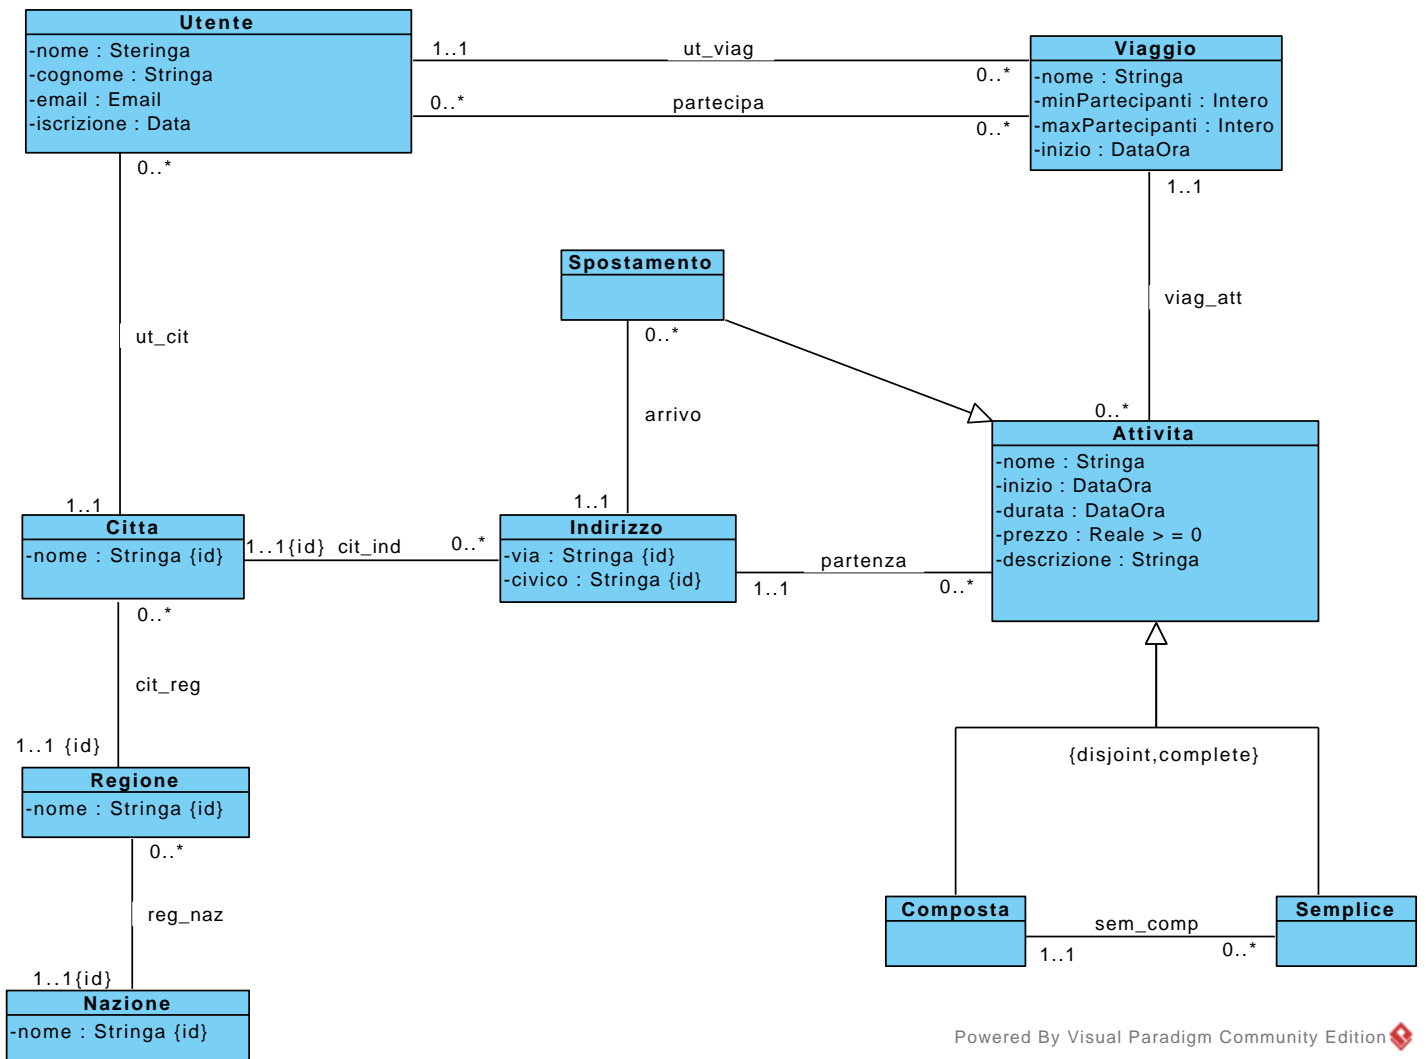 Utente
-nome : Steringa
-cognome : Stringa
-email : Email
-iscrizione : Data
1..1
ut_viag
0..*
0..*
partecipa
0..*
Viaggio
-nome : Stringa
-minPartecipanti : Intero
-maxPartecipanti : Intero
-inizio : DataOra
0..*
1..1
Spostamento
viag_att
ut_cit
0..*
arrivo
0..*
1..1
1..1
Attivita
-nome : Stringa
-inizio : DataOra
-durata : DataOra
-prezzo : Reale > = 0
-descrizione : Stringa
Citta
-nome : Stringa {id}
1..1{id}
cit_ind
0..*
Indirizzo
-via : Stringa {id}
-civico : Stringa {id}
partenza
1..1
0..*
0..*
cit_reg
1..1 {id}
{disjoint,complete}
Regione
-nome : Stringa {id}
0..*
reg_naz
1..1{id}
Composta
sem_comp
1..1
0..*
Semplice
Nazione
-nome : Stringa {id}
Powered By Visual Paradigm Community Edition